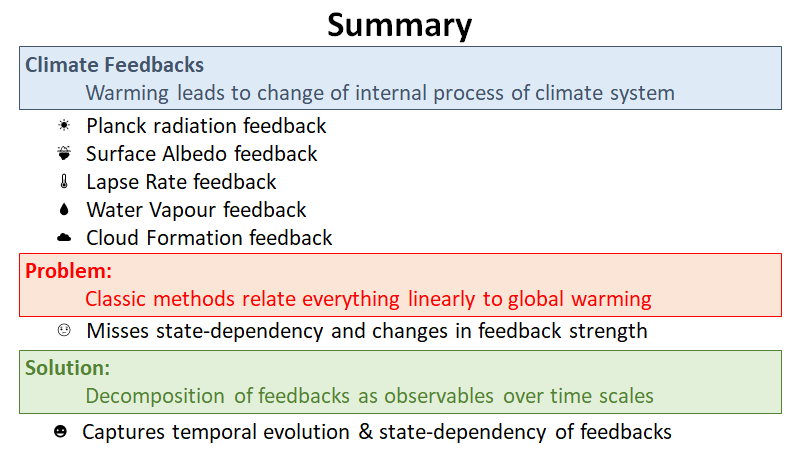 Summary
Climate Feedbacks
Warming leads to change of internal process of climate system
Planck radiation feedback
Surface Albedo feedback
Lapse Rate feedback
Water Vapour feedback
Cloud Formation feedback
Problem:
Classic methods relate everything linearly to global warming
Misses state-dependency and changes in feedback strength
Solution:
Decomposition of feedbacks as observables over time scales
Captures temporal evolution & state-dependency of feedbacks